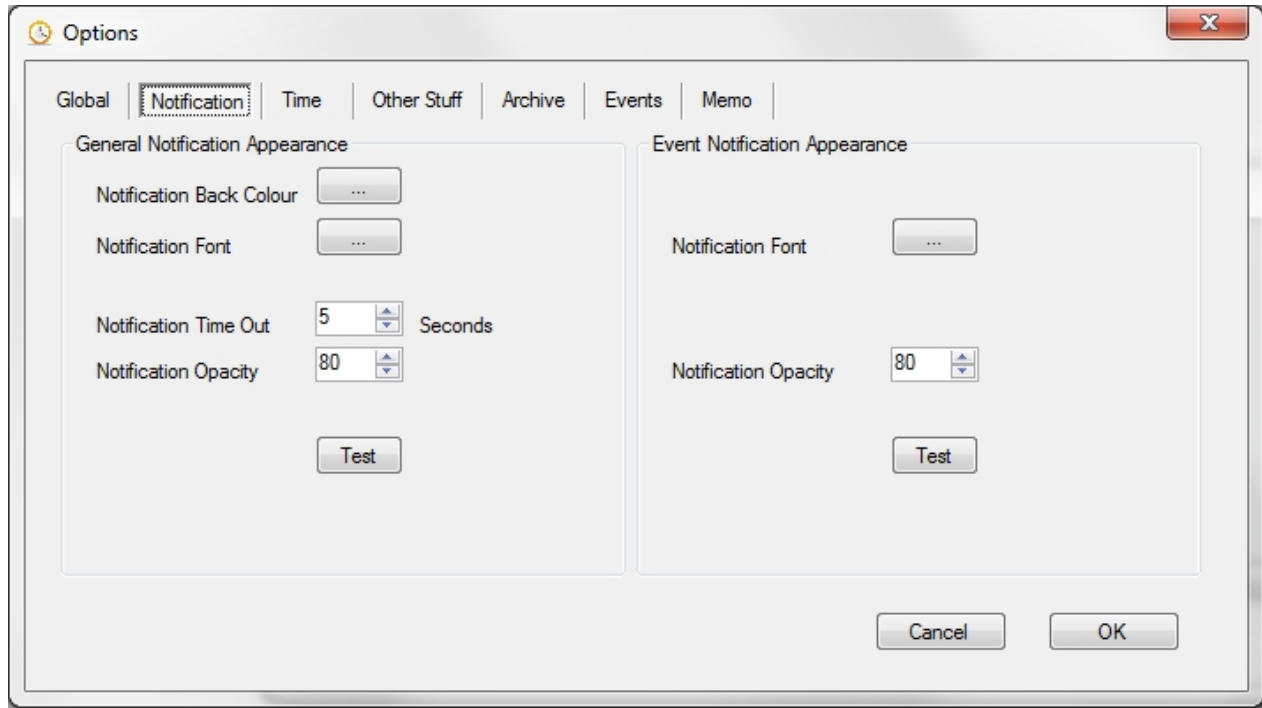 Options
Global Notification Time Other Stuff Archive Events Memo
General Notification Appearance
Notification Back Colour ...
Notification Font ...
Notification Time Out 5 Seconds
Notification Opacity 80
Test
Event Notification Appearance
Notification Font ...
Notification Opacity 80
Test
Cancel OK